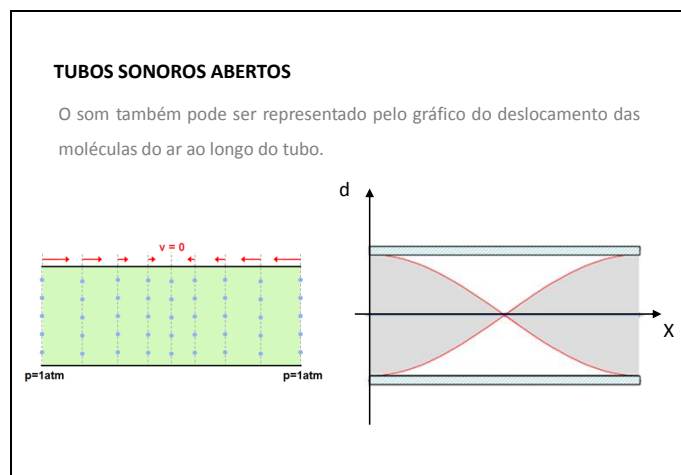 TUBOS SONOROS ABERTOS
O som também pode ser representado pelo gráfico do deslocamento das
moléculas do ar ao longo do tubo.
d
v = 0
X
p=1atm
p=1atm